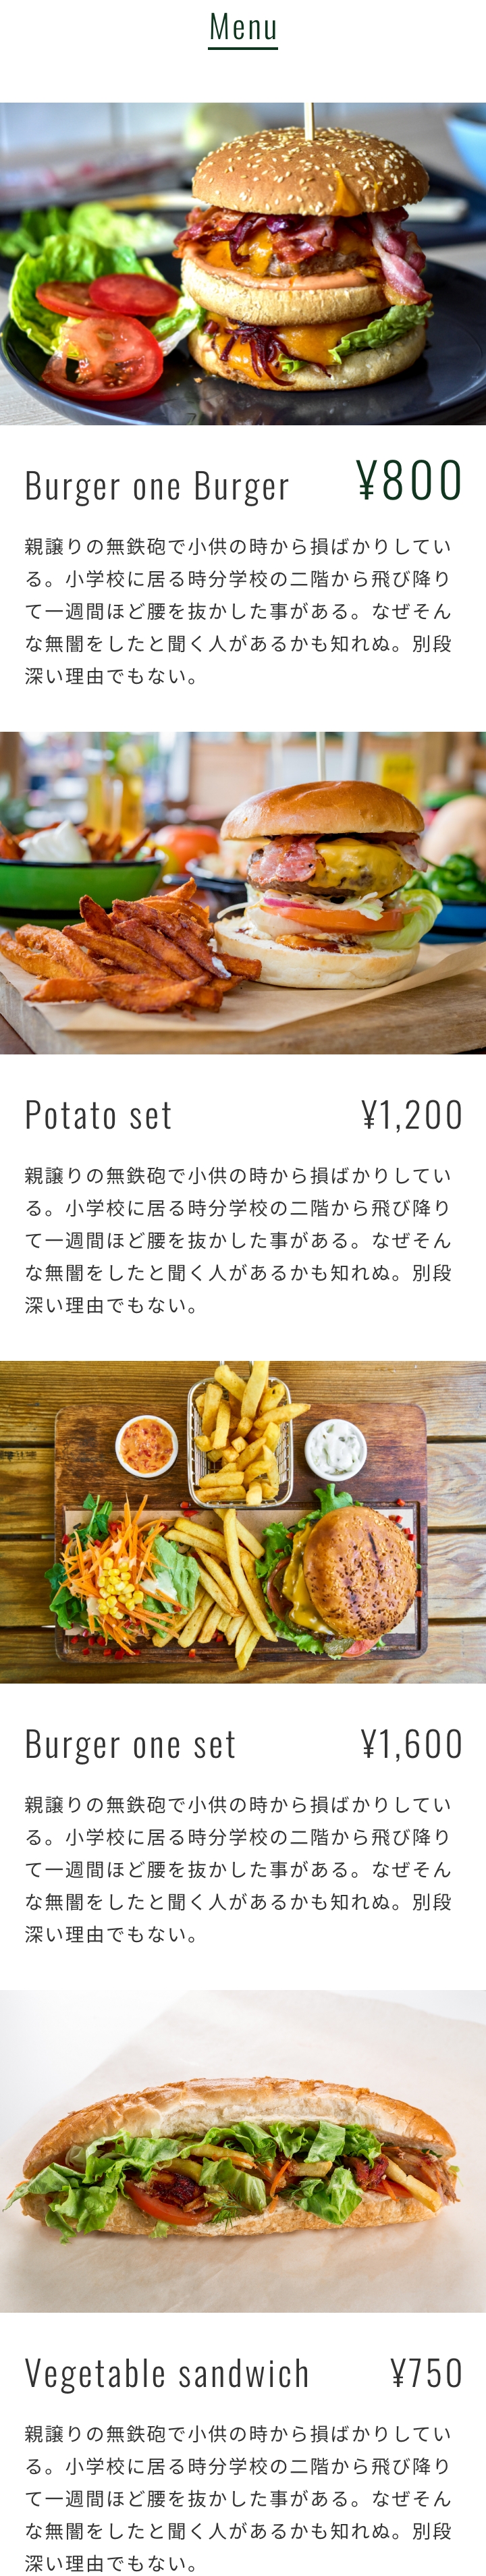 Menu
Burger one Burger ¥800
親譲りの無鉄砲で小供の時から損ばかりしてい
る。小学校に居る時分学校の二階から飛び降り
て一週間ほど腰を抜かした事がある。なぜそん
な無闇をしたと聞く人があるかも知れぬ。別段
深い理由でもない。
Potato set ¥1,200
親譲りの無鉄砲で小供の時から損ばかりしてい
る。小学校に居る時分学校の二階から飛び降り
て一週間ほど腰を抜かした事がある。なぜそん
な無闇をしたと聞く人があるかも知れぬ。別段
深い理由でもない。
Burger one set ¥1,600
親譲りの無鉄砲で小供の時から損ばかりしてい
る。小学校に居る時分学校の二階から飛び降り
て一週間ほど腰を抜かした事がある。なぜそん
な無闇をしたと聞く人があるかも知れぬ。別段
深い理由でもない。
Vegetable sandwich ¥750
親譲りの無鉄砲で小供の時から損ばかりしてい
る。小学校に居る時分学校の二階から飛び降り
て一週間ほど腰を抜かした事がある。なぜそん
な無闇をしたと聞く人があるかも知れぬ。別段
深い理由でもない。